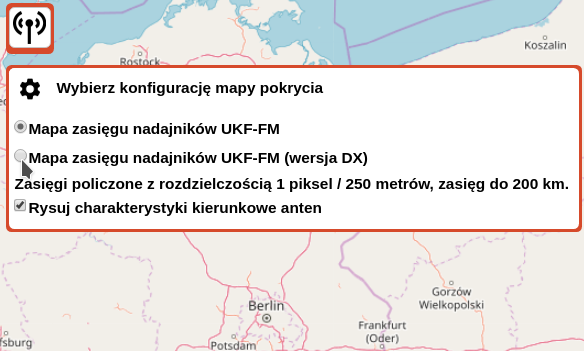 Koszalin
Rostock
Wybierz konfigurację mapy pokrycia
Mapa zasięgu nadajników UKF-FM
Mapa zasięgu nadajników UKF-FM (wersja DX)
Zasięgi policzone z rozdzielczością 1 piksel / 250 metrów, zasięg do 200 km.
Rysuj charakterystyki kierunkowe anten
Berlin
Gorzów
Wielkopolski
Frankfurt
(Oder)
Potsdam